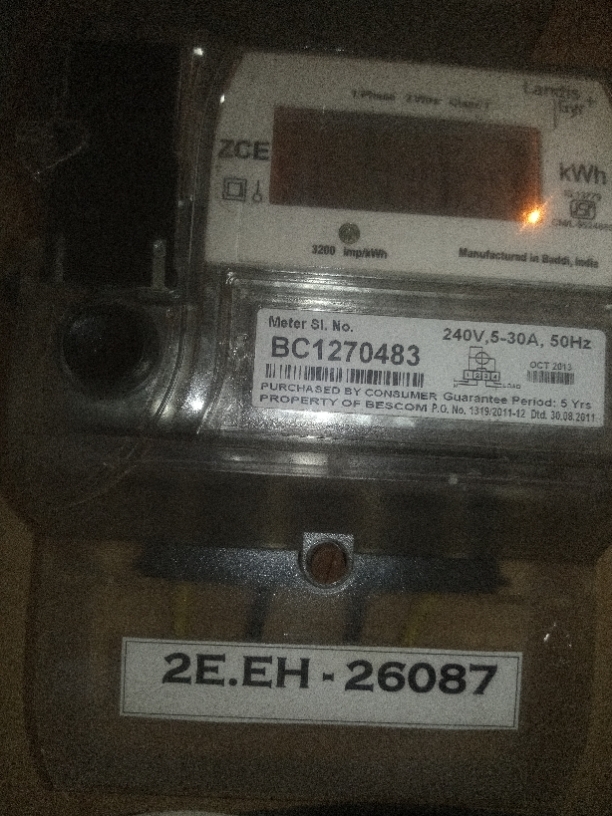 1 Phase 2 Wire Class 1
Landis +
Gyr
ZCE
kWh
3200 imp/kWh
Manufactured in Baddi, India
Meter Sl. No.
240V,5-30A, 50Hz
BC1270483
OCT 2013
PURCHASED BY CONSUMER Guarantee Period: 5 Yrs
PROPERTY OF BESCOM P.O. No. 1319/2011-12 Dtd. 30.08.2011
2E.EH - 26087